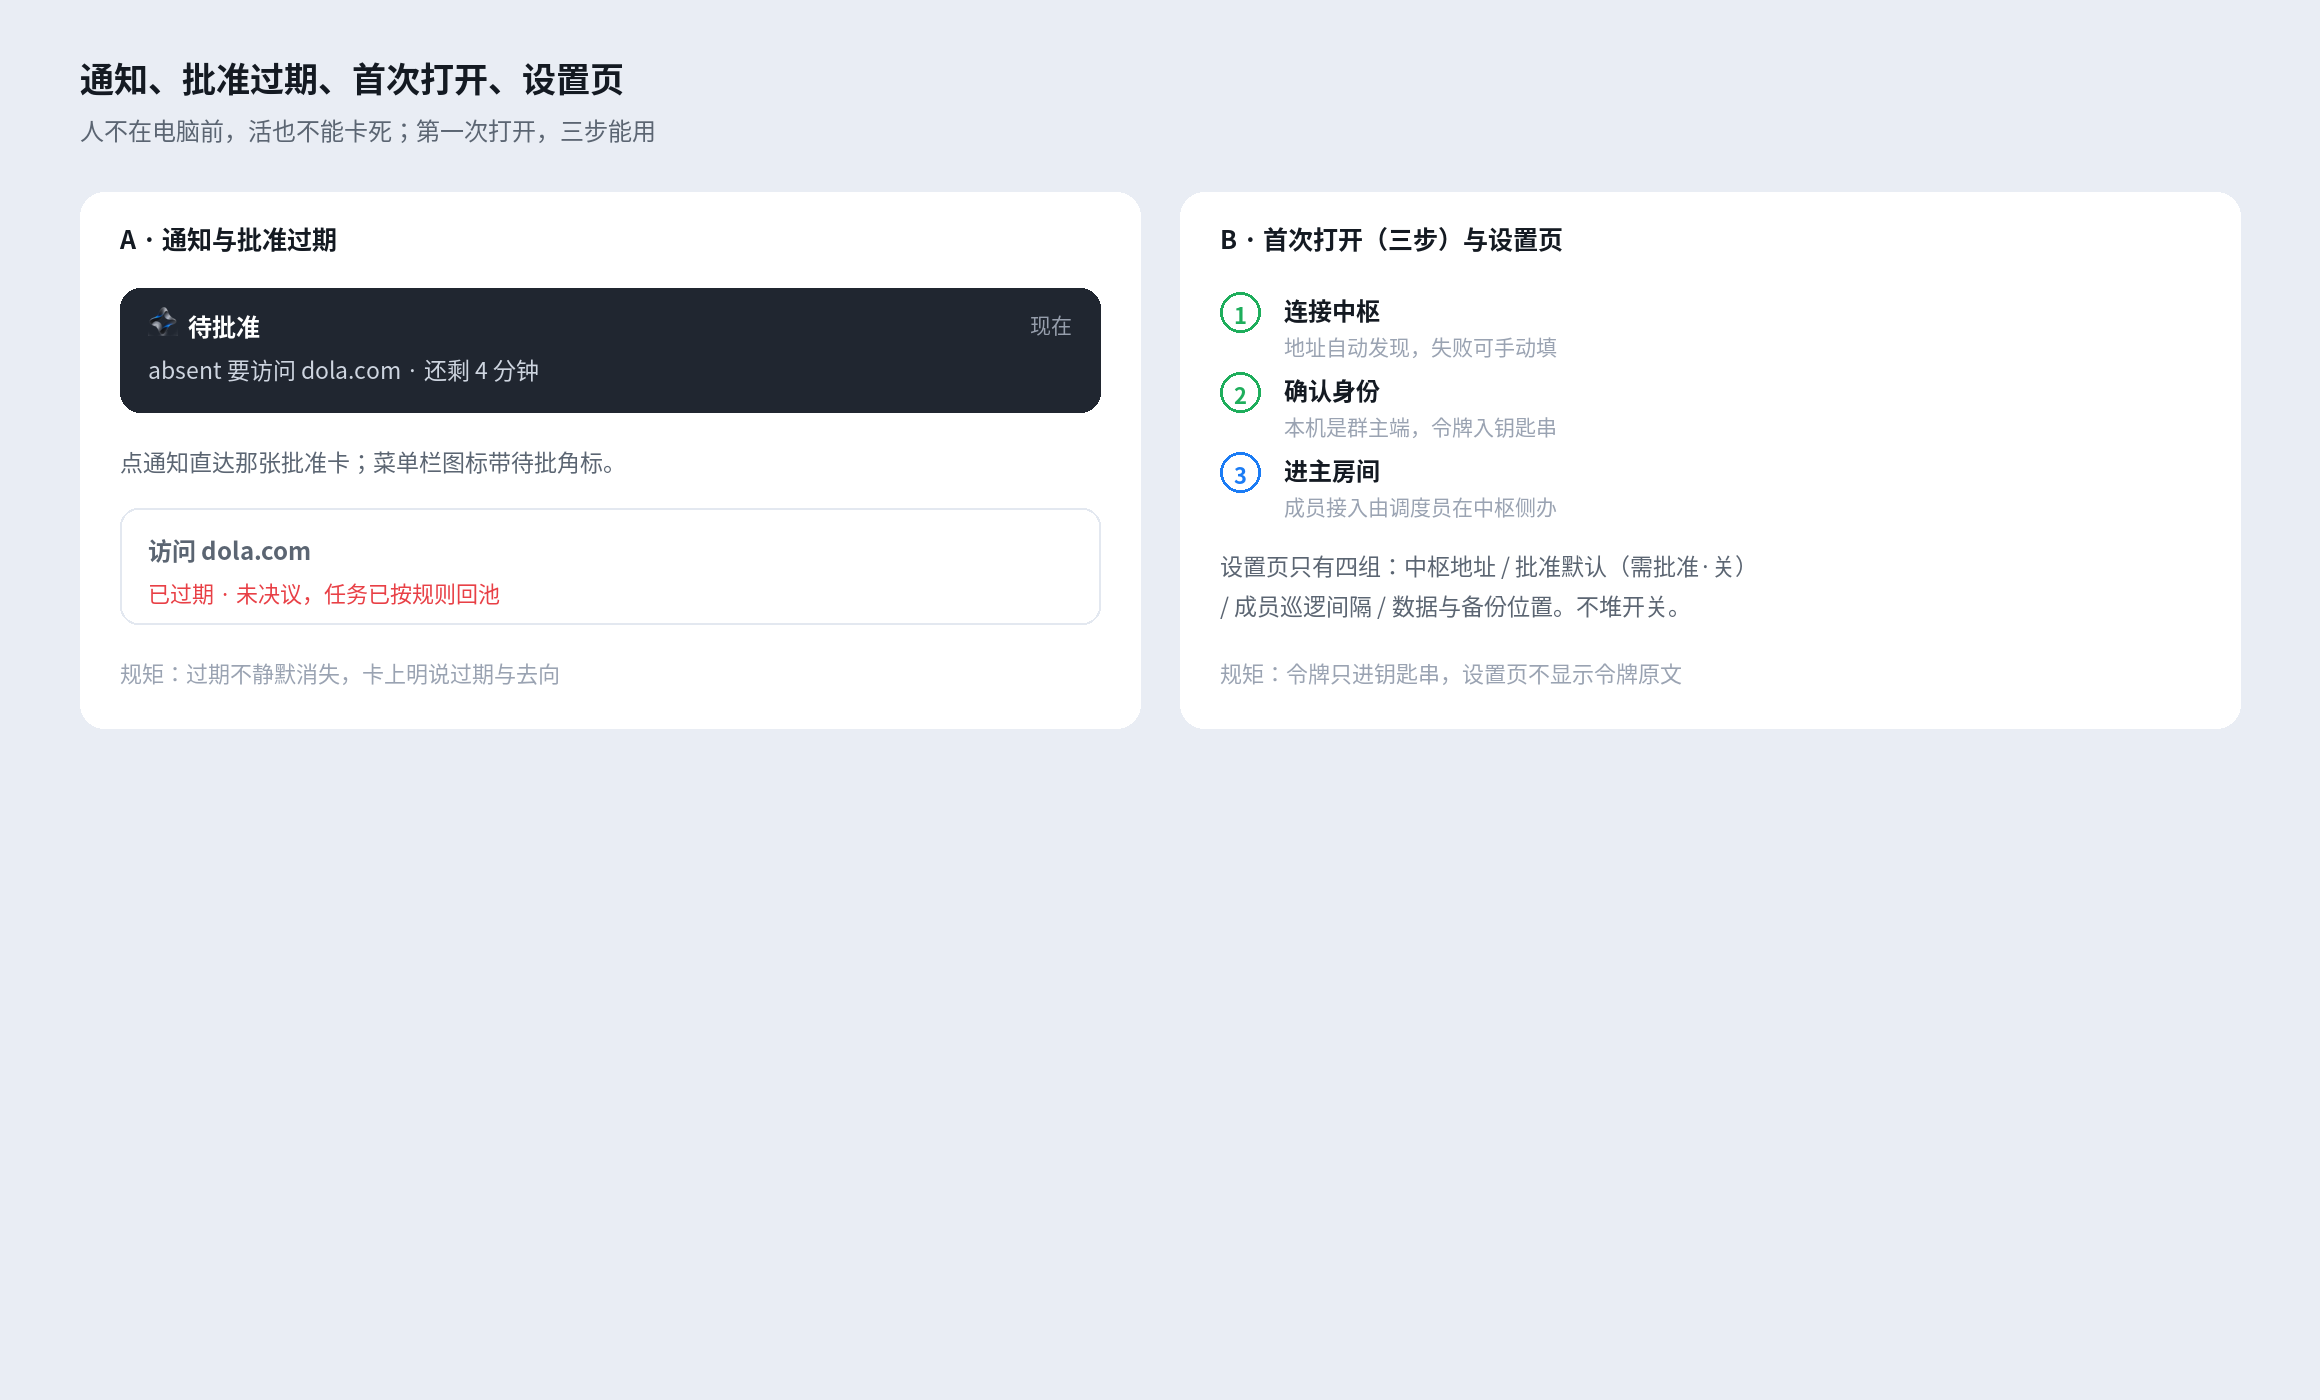 通知、批准过期、首次打开、设置页
人不在电脑前，活也不能卡死；第一次打开，三步能用
A · 通知与批准过期
待批准
现在
absent 要访问 dola.com · 还剩 4 分钟
点通知直达那张批准卡；菜单栏图标带待批角标。
访问 dola.com
已过期 · 未决议，任务已按规则回池
规矩：过期不静默消失，卡上明说过期与去向
B · 首次打开（三步）与设置页
1 连接中枢
地址自动发现，失败可手动填
2 确认身份
本机是群主端，令牌入钥匙串
3 进主房间
成员接入由调度员在中枢侧办
设置页只有四组：中枢地址 / 批准默认（需批准·关）
/ 成员巡逻间隔 / 数据与备份位置。不堆开关。
规矩：令牌只进钥匙串，设置页不显示令牌原文